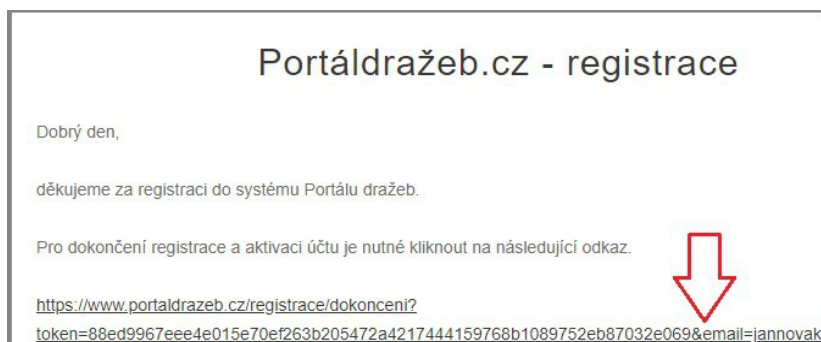 Portáldražeb.cz - registrace
Dobrý den,
děkujeme za registraci do systému Portálu dražeb.
Pro dokončení registrace a aktivaci účtu je nutné kliknout na následující odkaz.
https://www.portaldrazeb.cz/registrace/dokonceni?
token=88ed9967eee4e015e70ef263b205472a4217444159768b1089752eb87032e069&email=jannovak